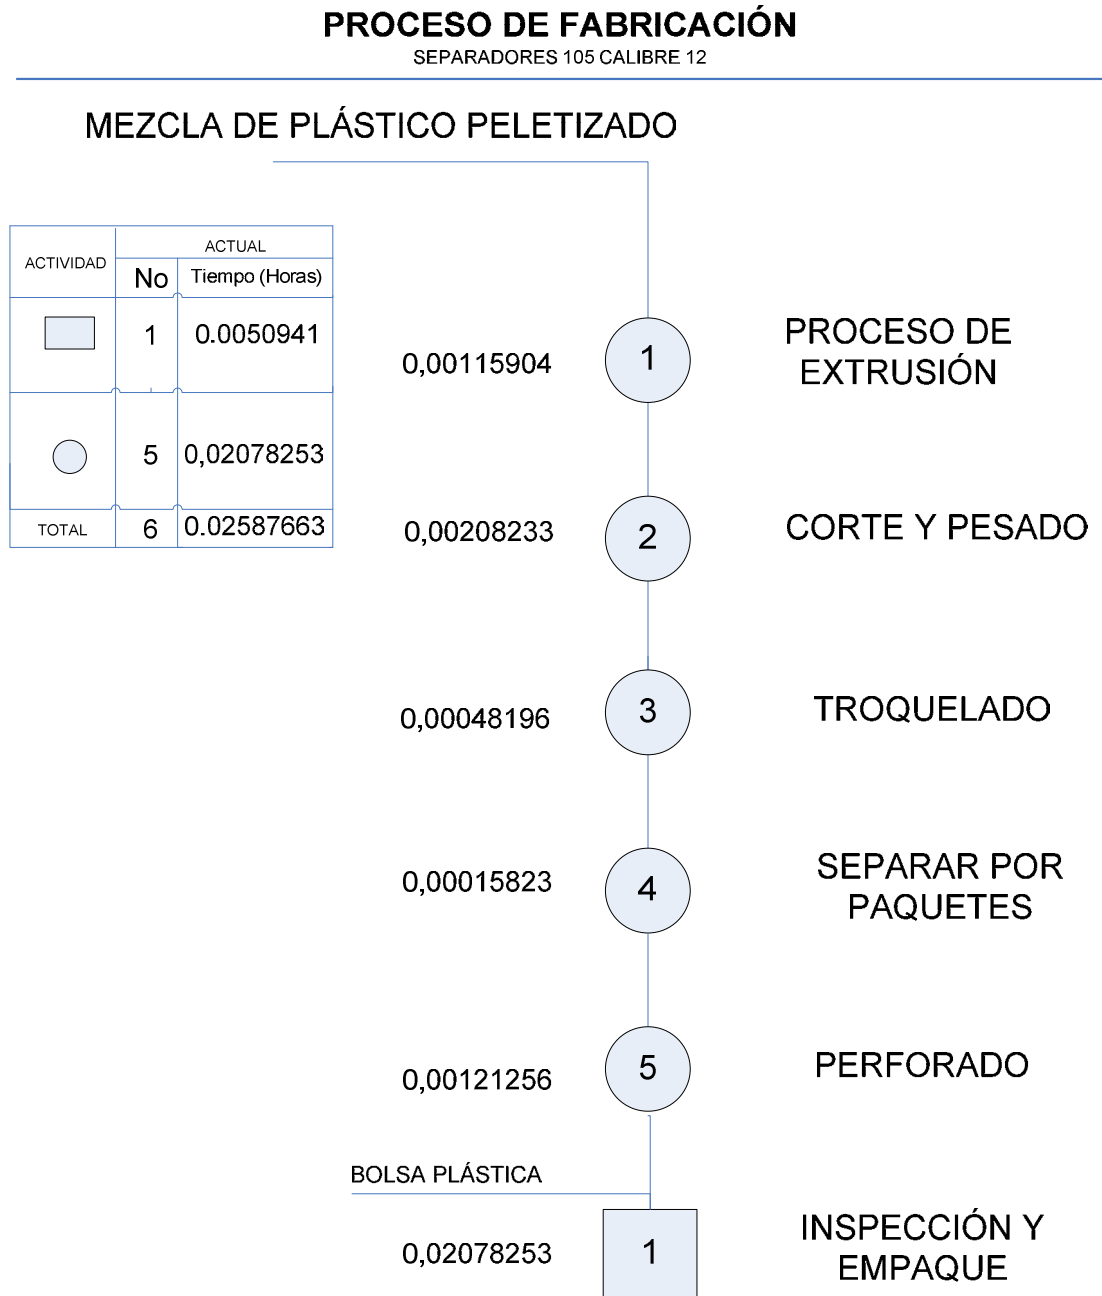 PROCESO DE FABRICACIÓN
SEPARADORES 105 CALIBRE 12
MEZCLA DE PLÁSTICO PELETIZADO
ACTIVIDAD
ACTUAL
No
Tiempo (Horas)
1
0.0050941
5
0,02078253
TOTAL
6
0.02587663
0,00115904
1
PROCESO DE
EXTRUSIÓN
0,00208233
2
CORTE Y PESADO
0,00048196
3
TROQUELADO
0,00015823
4
SEPARAR POR
PAQUETES
0,00121256
5
PERFORADO
BOLSA PLÁSTICA
0,02078253
1
INSPECCIÓN Y
EMPAQUE